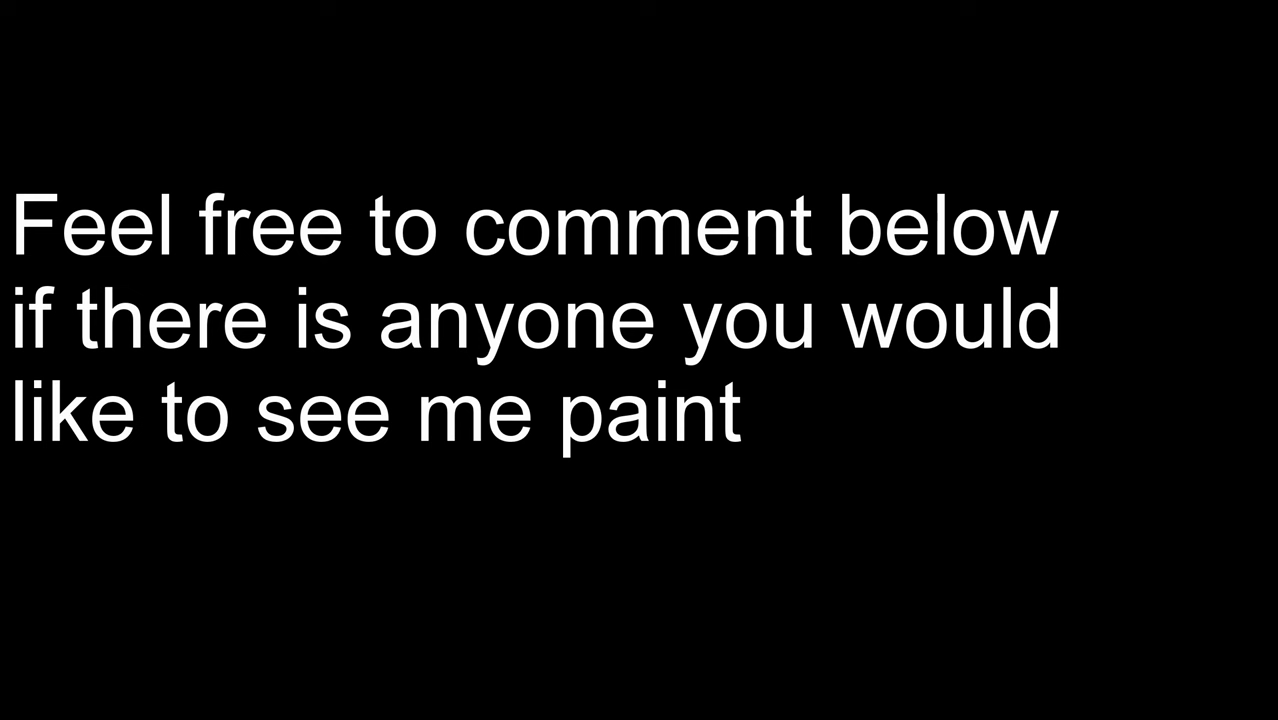 Feel free to comment below
if there is anyone you would
like to see me paint